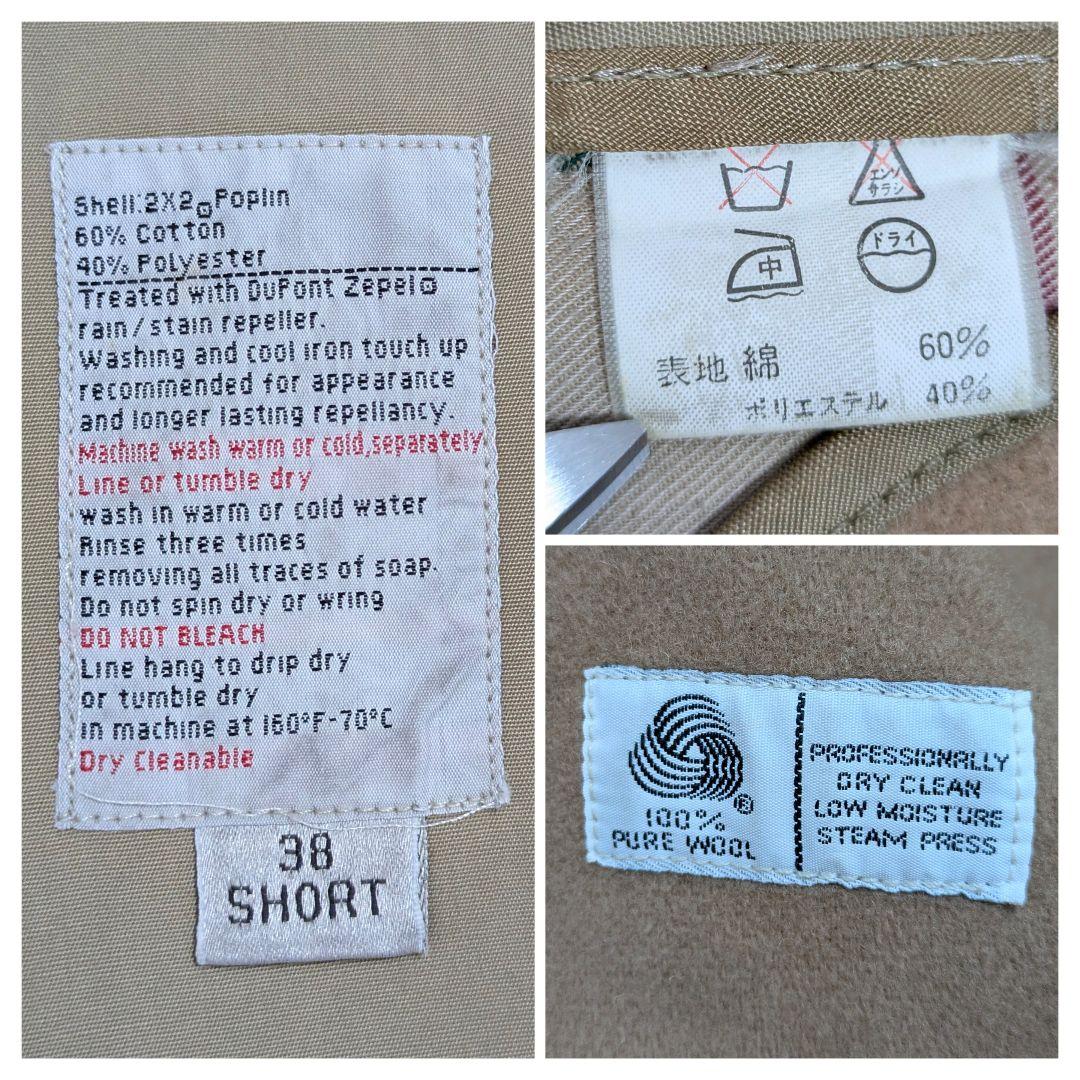 Shell:2X2 Poplin
60% Cotton
40% Polyester
Treated with DuPont Zepel
rain/stain repeller.
Washing and cool iron touch up
recommended for appearance
and longer lasting repellancy.
Machine wash warm or cold,separately
Line or tumble dry
wash in warm or cold water
Rinse three times
removing all traces of soap.
Do not spin dry or wring
DO NOT BLEACH
Line hang to drip dry
or tumble dry
in machine at 160°F-70°C
Dry Cleanable
38
SHORT
エンソ
サラシ
中
ドライ
表地 綿 60%
ポリエステル 40%
®
100%
PURE WOOL
PROFESSIONALLY
DRY CLEAN
LOW MOISTURE
STEAM PRESS